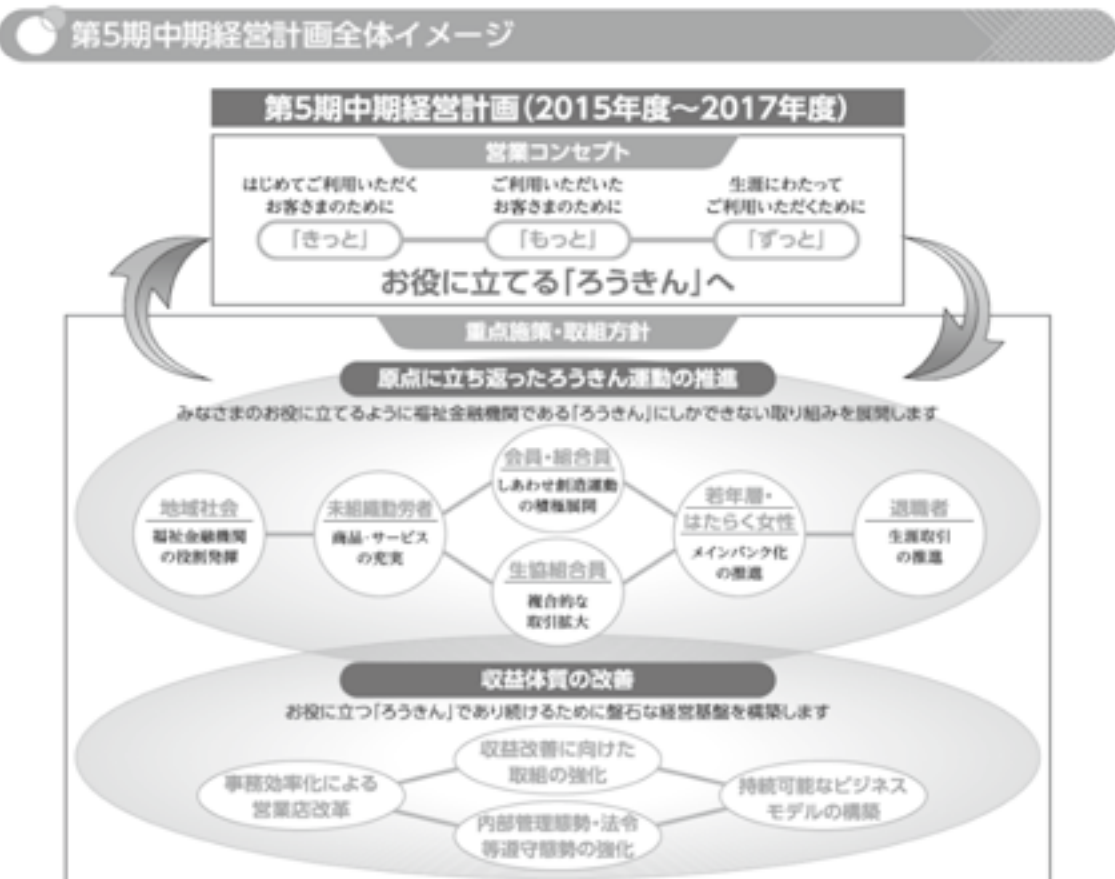 第5期中期経営計画全体イメージ
第5期中期経営計画(2015年度～2017年度)
営業コンセプト
はじめてご利用いただく
お客さまのために
「きっと」
ご利用いただいた
お客さまのために
「もっと」
生涯にわたって
ご利用いただくために
「ずっと」
お役に立てる「ろうきん」へ
重点施策・取組方針
原点に立ち返ったろうきん運動の推進
みなさまのお役に立てるように福祉金融機関である「ろうきん」にしかできない取り組みを展開します
地域社会
福祉金融機関
の役割発揮
未組織勤労者
商品・サービス
の充実
会員・組合員
しあわせ創造運動
の積極展開
生協組合員
複合的な
取引拡大
若年層・
はたらく女性
メインバンク化
の推進
退職者
生涯取引
の推進
収益体質の改善
お役に立つ「ろうきん」であり続けるために盤石な経営基盤を構築します
事務効率化による
営業店改革
収益改善に向けた
取組の強化
内部管理態勢・法令
等遵守態勢の強化
持続可能なビジネス
モデルの構築